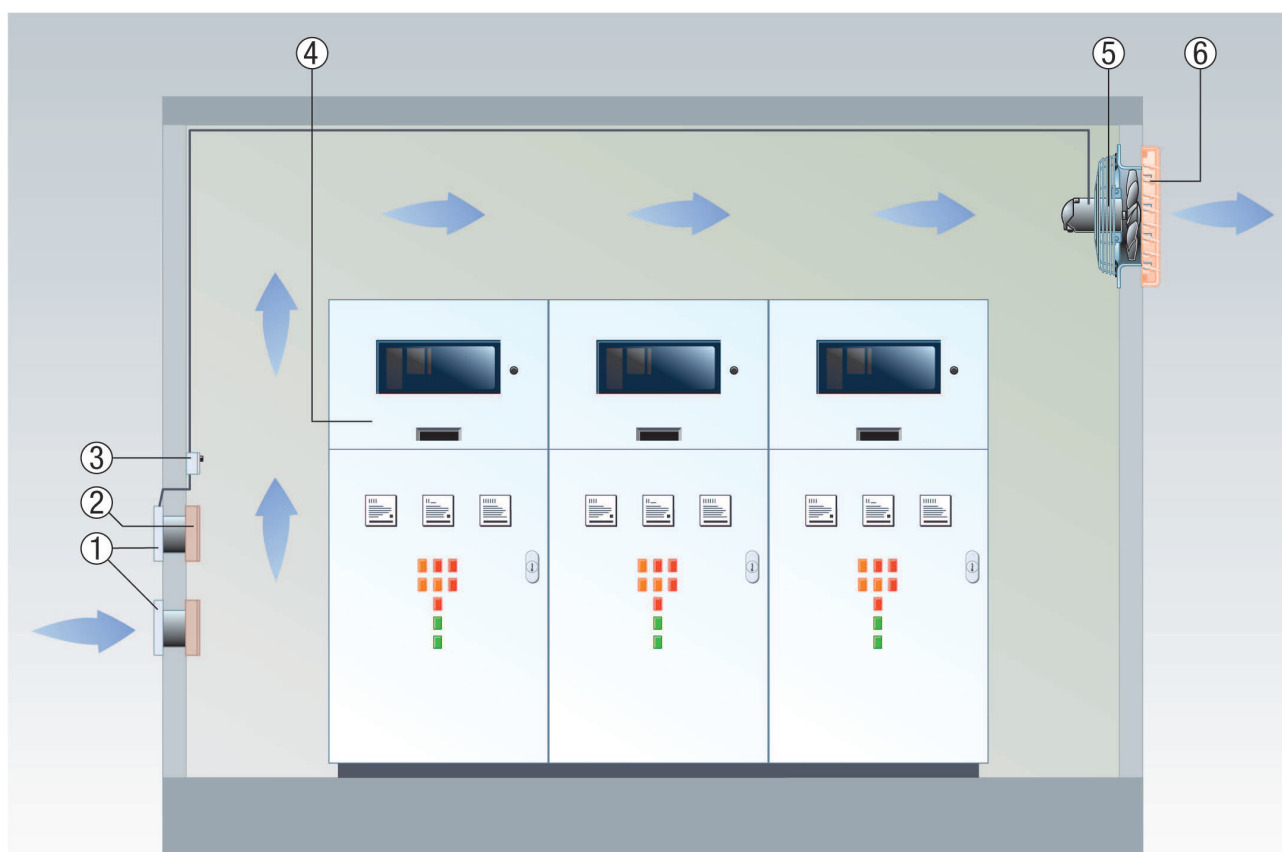 ④ ⑤ ⑥
③
②
①